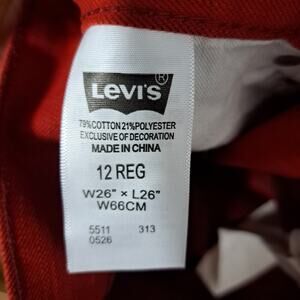 LEVI'S®
79%COTTON 21%POLYESTER
EXCLUSIVE OF DECORATION
MADE IN CHINA
12 REG
W26" × L26"
W66CM
5511 313
0526